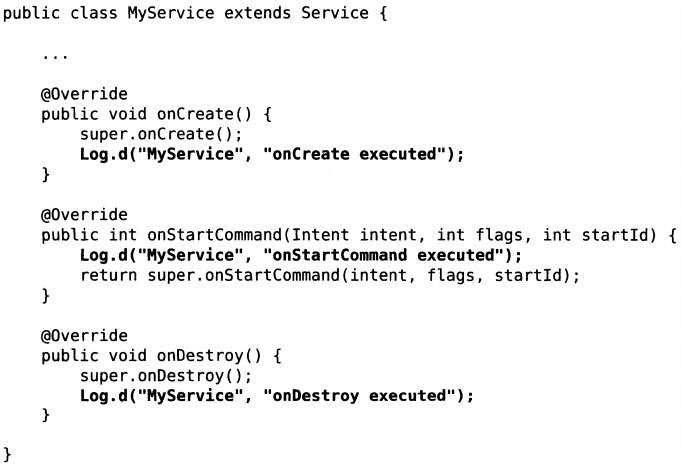 public class MyService extends Service {
...
@Override
public void onCreate() {
super.onCreate();
Log.d("MyService", "onCreate executed");
}
@Override
public int onStartCommand(Intent intent, int flags, int startId) {
Log.d("MyService", "onStartCommand executed");
return super.onStartCommand(intent, flags, startId);
}
@Override
public void onDestroy() {
super.onDestroy();
Log.d("MyService", "onDestroy executed");
}
}